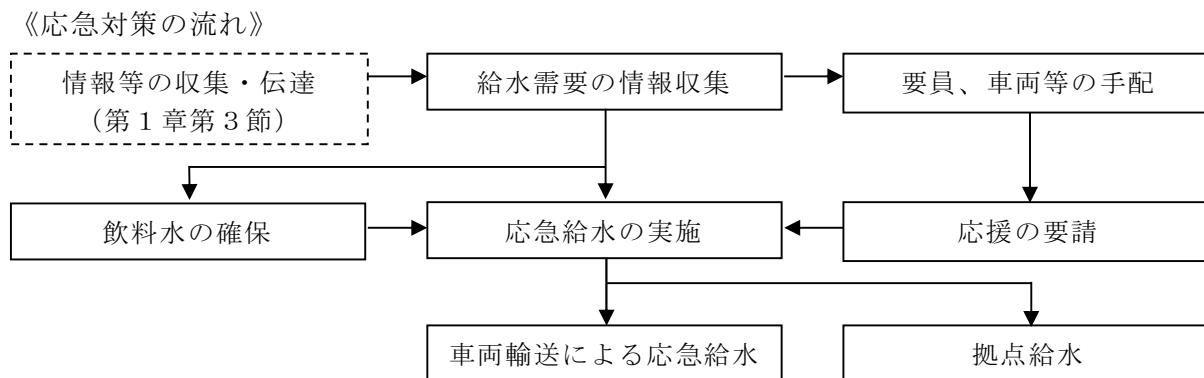 《応急対策の流れ》
情報等の収集・伝達
（第１章第３節）
給水需要の情報収集
要員、車両等の手配
飲料水の確保
応急給水の実施
応援の要請
車両輸送による応急給水
拠点給水